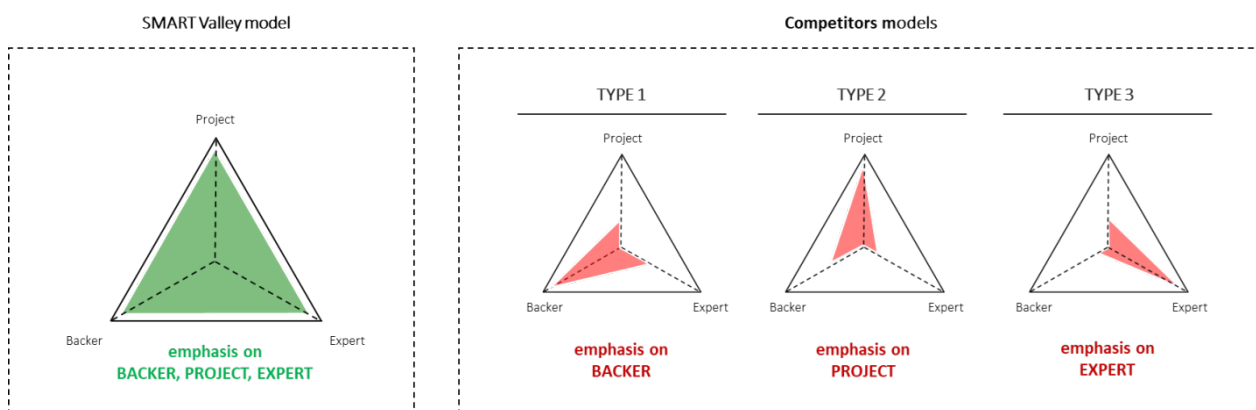 SMART Valley model
Project
Backer
Expert
emphasis on
BACKER, PROJECT, EXPERT
Competitors models
TYPE 1
Project
Backer
Expert
emphasis on
BACKER
TYPE 2
Project
Backer
Expert
emphasis on
PROJECT
TYPE 3
Project
Backer
Expert
emphasis on
EXPERT